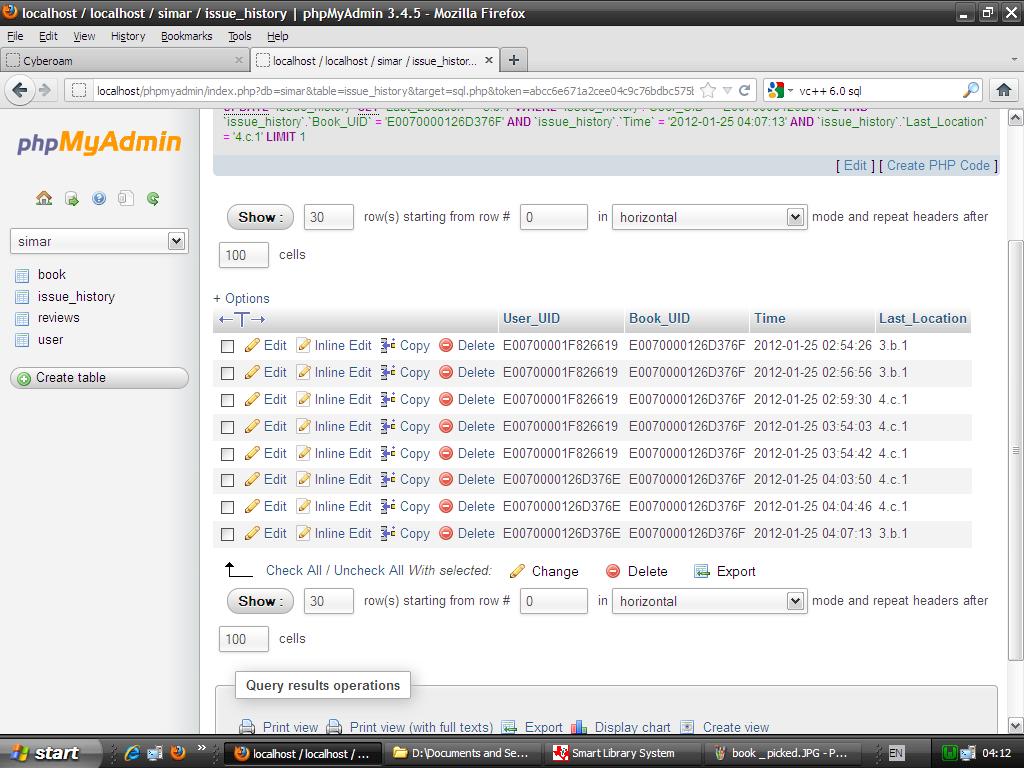 localhost / localhost / simar / issue_history | phpMyAdmin 3.4.5 - Mozilla Firefox
File Edit View History Bookmarks Tools Help
Cyberoam
localhost / localhost / simar / issue_histor...
localhost/phpmyadmin/index.php?db=simar&table=issue_history&target=sql.php&token=abcc6e671a2cee04c9c76bdbc575
vc++ 6.0 sql
phpMyAdmin
simar
book
issue_history
reviews
user
Create table
`issue_history`.`Book_UID` = 'E0070000126D376F' AND `issue_history`.`Time` = '2012-01-25 04:07:13' AND `issue_history`.`Last_Location`
= '4.c.1' LIMIT 1
[ Edit ] [ Create PHP Code ]
Show : 30 row(s) starting from row # 0 in horizontal mode and repeat headers after
100 cells
+ Options
←T→ User_UID Book_UID Time Last_Location
Edit Inline Edit Copy Delete E00700001F826619 E0070000126D376F 2012-01-25 02:54:26 3.b.1
Edit Inline Edit Copy Delete E00700001F826619 E0070000126D376F 2012-01-25 02:56:56 3.b.1
Edit Inline Edit Copy Delete E00700001F826619 E0070000126D376F 2012-01-25 02:59:30 4.c.1
Edit Inline Edit Copy Delete E00700001F826619 E0070000126D376F 2012-01-25 03:54:03 4.c.1
Edit Inline Edit Copy Delete E00700001F826619 E0070000126D376F 2012-01-25 03:54:42 4.c.1
Edit Inline Edit Copy Delete E0070000126D376E E0070000126D376F 2012-01-25 04:03:50 4.c.1
Edit Inline Edit Copy Delete E0070000126D376E E0070000126D376F 2012-01-25 04:04:46 4.c.1
Edit Inline Edit Copy Delete E0070000126D376E E0070000126D376F 2012-01-25 04:07:13 3.b.1
Check All / Uncheck All With selected: Change Delete Export
Show : 30 row(s) starting from row # 0 in horizontal mode and repeat headers after
100 cells
Query results operations
Print view Print view (with full texts) Export Display chart Create view
start
localhost / localhost / ...
D:\Documents and Se...
Smart Library System
book _ picked.JPG - P...
EN
04:12